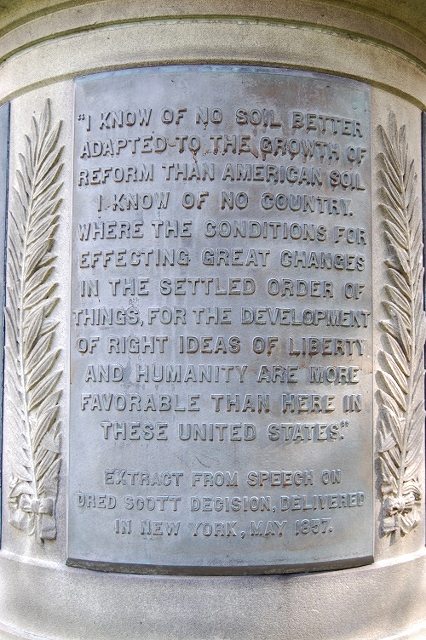 "I KNOW OF NO SOIL BETTER
ADAPTED TO THE GROWTH OF
REFORM THAN AMERICAN SOIL
I KNOW OF NO COUNTRY.
WHERE THE CONDITIONS FOR
EFFECTING GREAT CHANGES
IN THE SETTLED ORDER OF
THINGS, FOR THE DEVELOPMENT
OF RIGHT IDEAS OF LIBERTY
AND HUMANITY ARE MORE
FAVORABLE THAN HERE IN
THESE UNITED STATES."
EXTRACT FROM SPEECH ON
DRED SCOTT DECISION, DELIVERED
IN NEW YORK, MAY 1857.